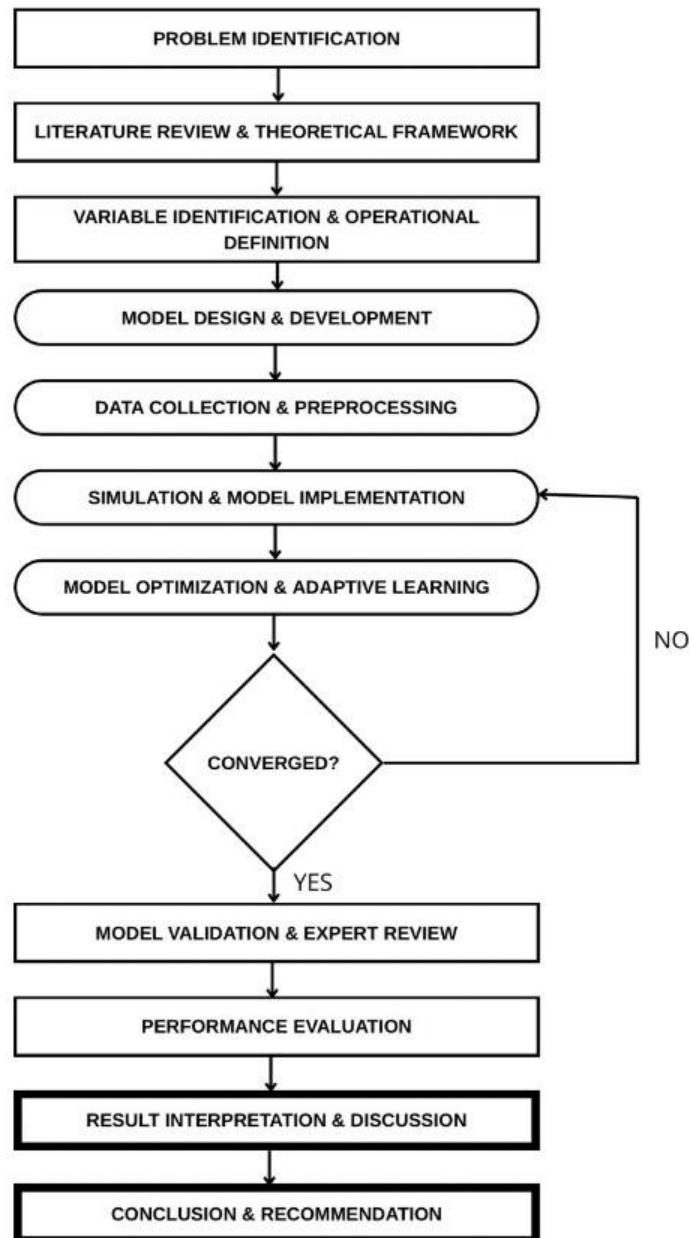 PROBLEM IDENTIFICATION
LITERATURE REVIEW & THEORETICAL FRAMEWORK
VARIABLE IDENTIFICATION & OPERATIONAL
DEFINITION
MODEL DESIGN & DEVELOPMENT
DATA COLLECTION & PREPROCESSING
SIMULATION & MODEL IMPLEMENTATION
MODEL OPTIMIZATION & ADAPTIVE LEARNING
NO
CONVERGED?
YES
MODEL VALIDATION & EXPERT REVIEW
PERFORMANCE EVALUATION
RESULT INTERPRETATION & DISCUSSION
CONCLUSION & RECOMMENDATION